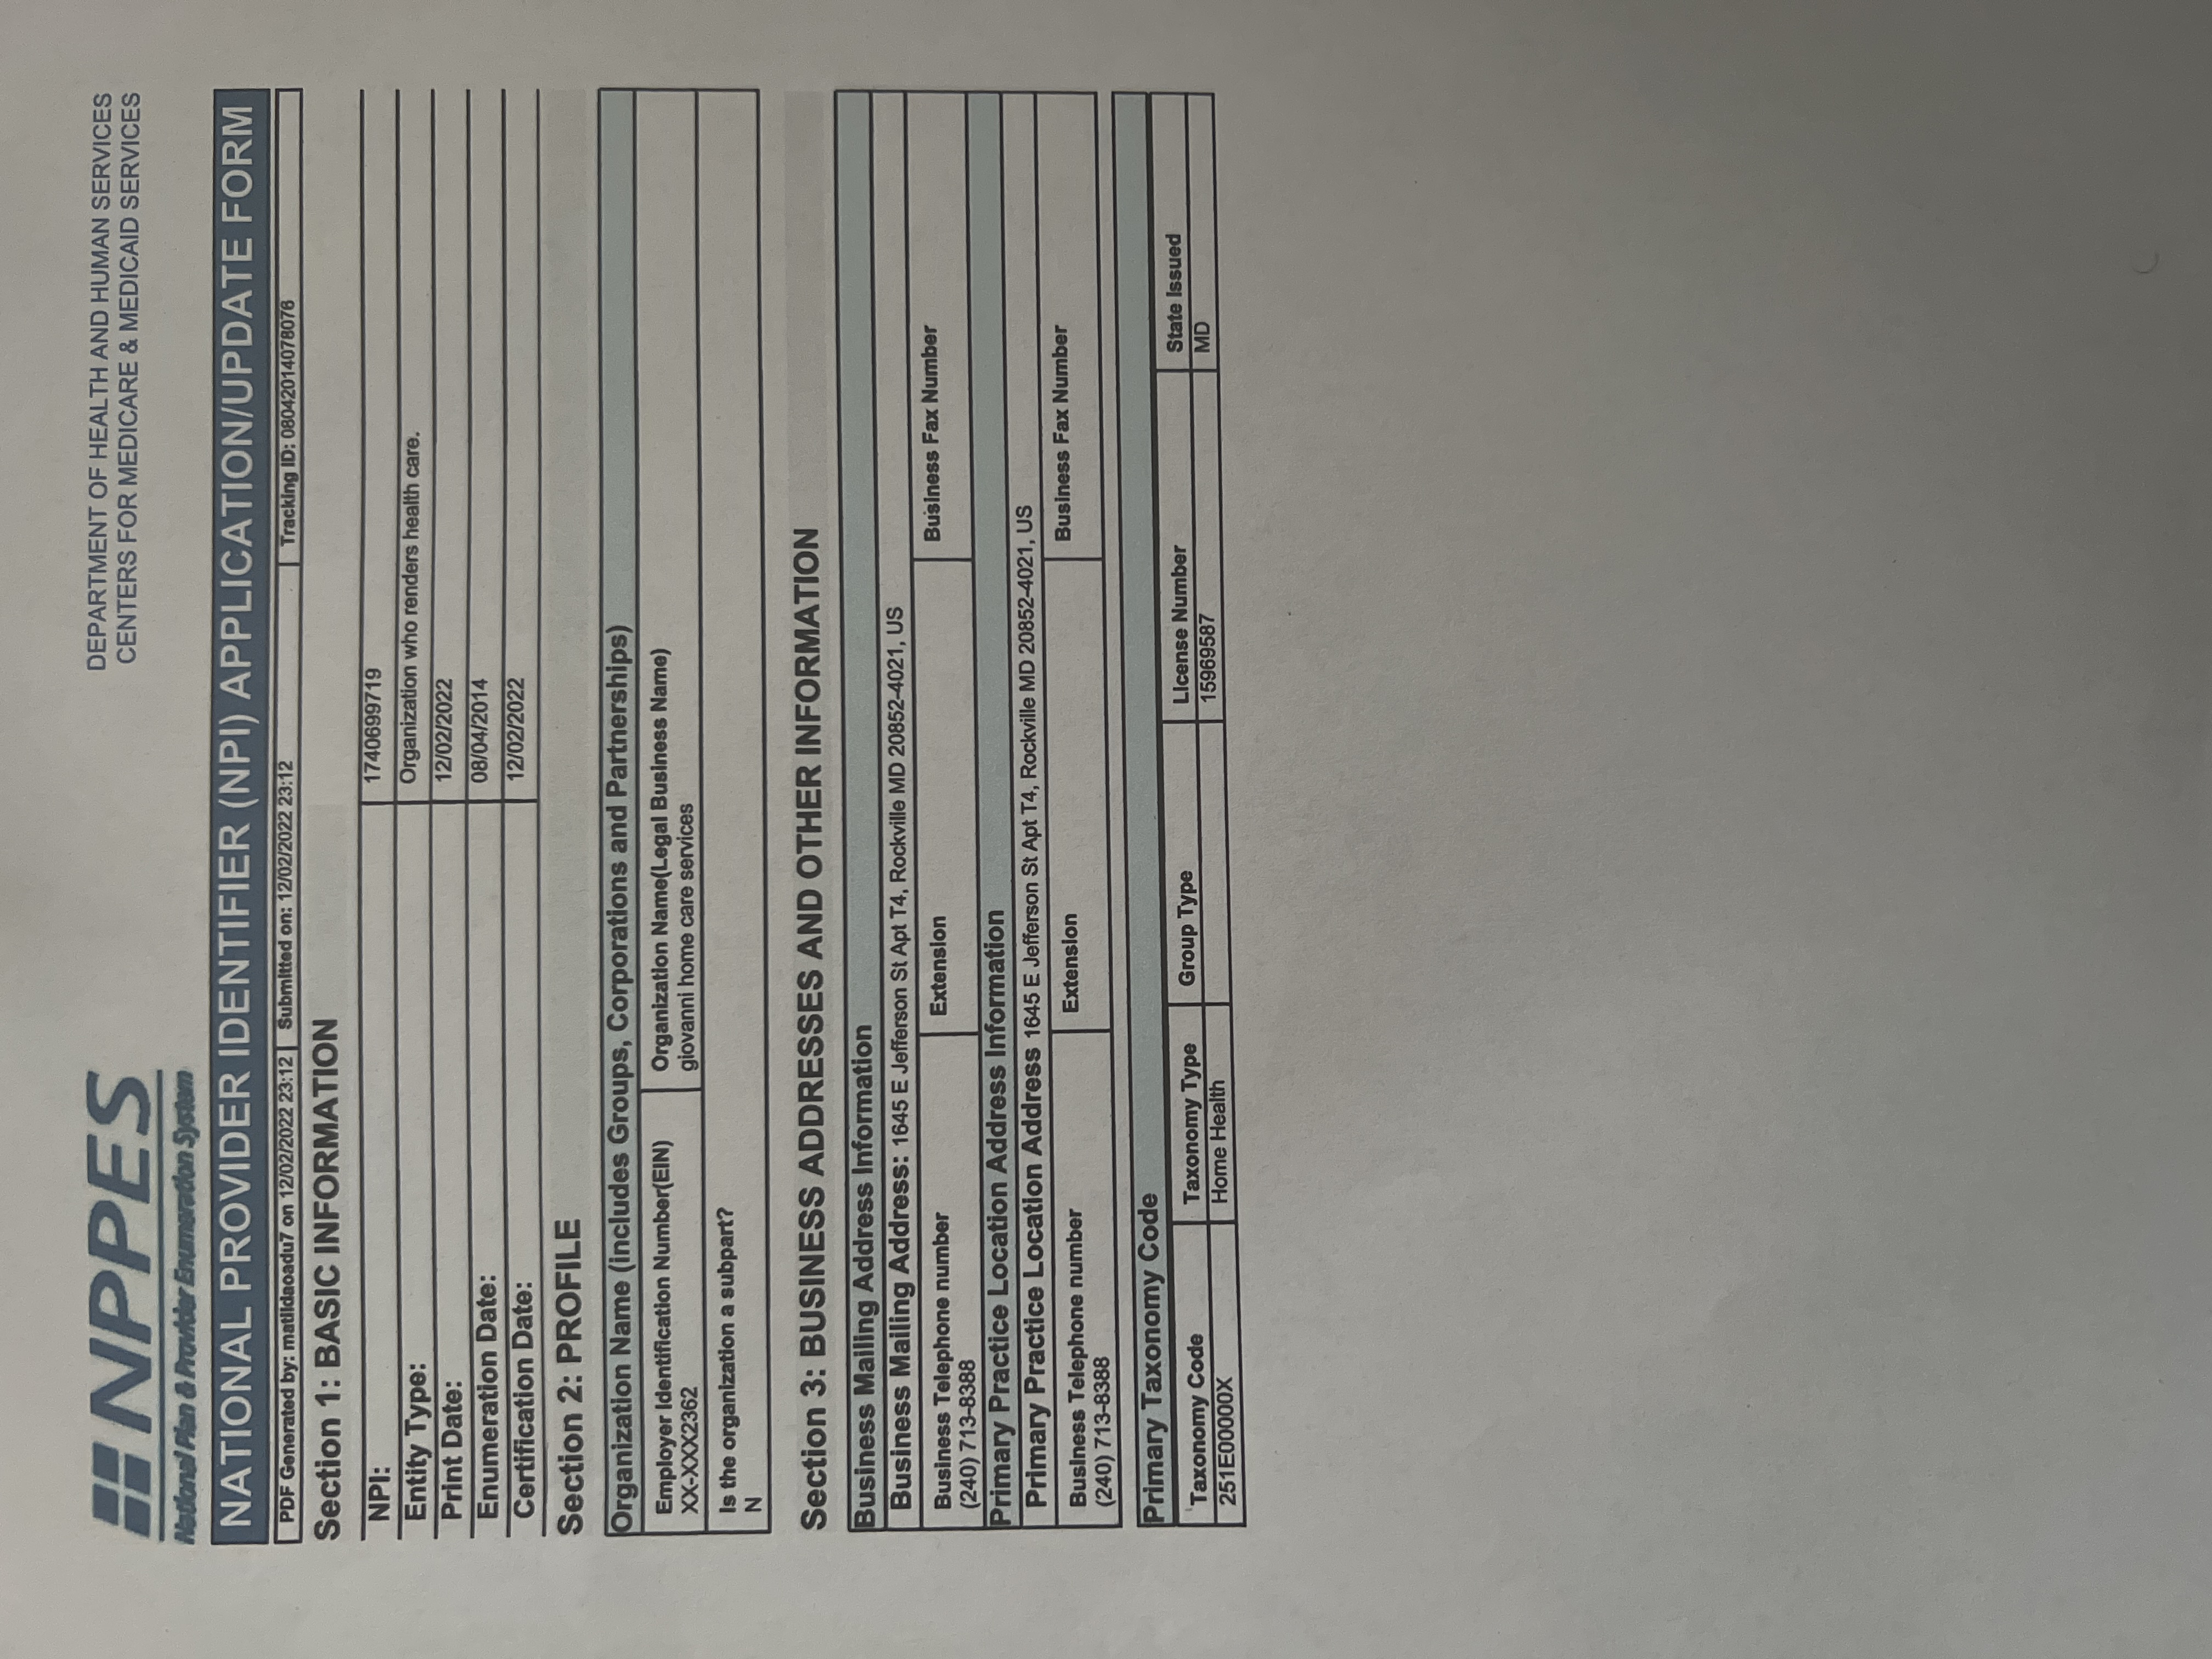 NPPES
National Plan & Provider Enumeration System
DEPARTMENT OF HEALTH AND HUMAN SERVICES
CENTERS FOR MEDICARE & MEDICAID SERVICES
NATIONAL PROVIDER IDENTIFIER (NPI) APPLICATION/UPDATE FORM
PDF Generated by: matildaoadu7 on 12/02/2022 23:12 Submitted on: 12/02/2022 23:12 Tracking ID: 08042014078076
Section 1: BASIC INFORMATION
NPI: 1740699719
Entity Type: Organization who renders health care.
Print Date: 12/02/2022
Enumeration Date: 08/04/2014
Certification Date: 12/02/2022
Section 2: PROFILE
Organization Name (includes Groups, Corporations and Partnerships)
Employer Identification Number(EIN) Organization Name(Legal Business Name)
XX-XXX2362 giovanni home care services
Is the organization a subpart?
N
Section 3: BUSINESS ADDRESSES AND OTHER INFORMATION
Business Mailing Address Information
Business Mailing Address: 1645 E Jefferson St Apt T4, Rockville MD 20852-4021, US
Business Telephone number Extension Business Fax Number
(240) 713-8388
Primary Practice Location Address Information
Primary Practice Location Address 1645 E Jefferson St Apt T4, Rockville MD 20852-4021, US
Business Telephone number Extension Business Fax Number
(240) 713-8388
Primary Taxonomy Code
Taxonomy Code Taxonomy Type Group Type License Number State Issued
251E00000X Home Health 15969587 MD